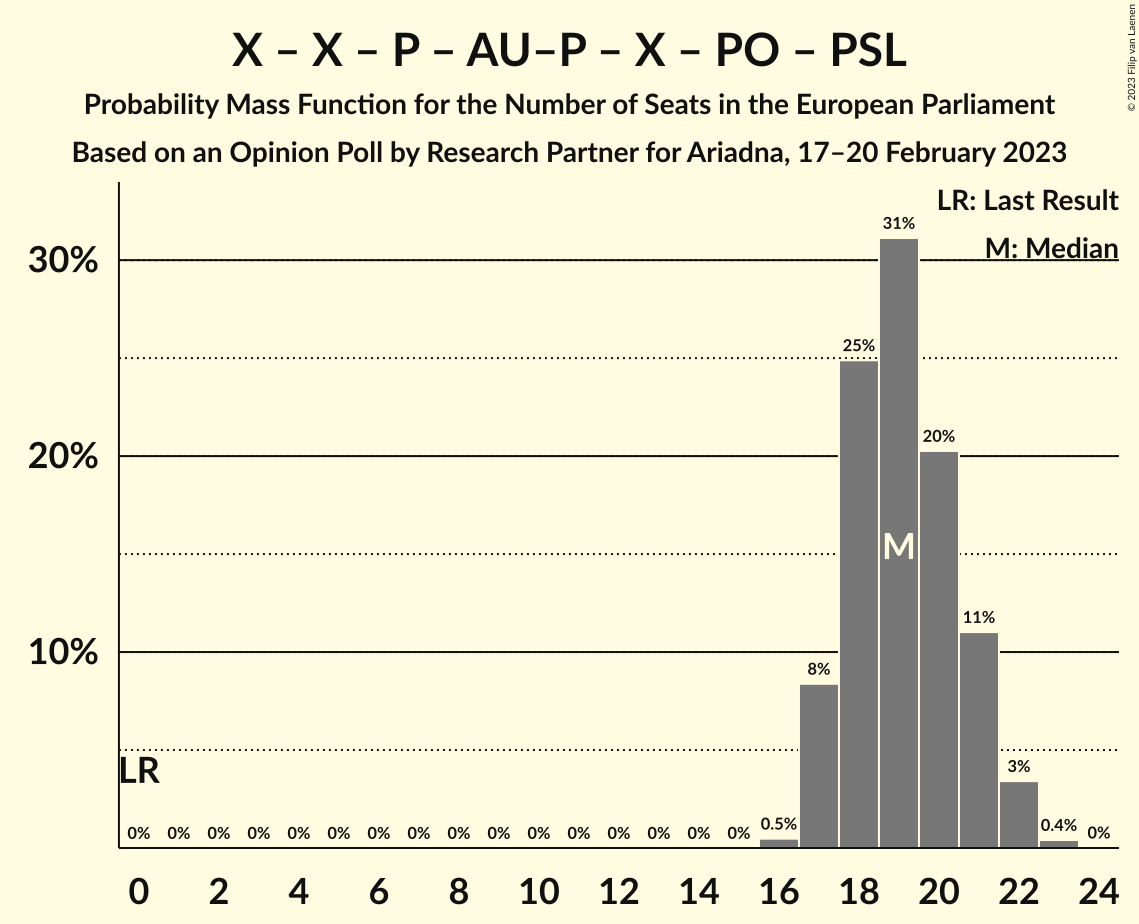 X – X – P – AU–P – X – PO – PSL
Probability Mass Function for the Number of Seats in the European Parliament
Based on an Opinion Poll by Research Partner for Ariadna, 17–20 February 2023
© 2023 Filip van Laenen
LR: Last Result
M: Median
30%
20%
10%
31%
25%
20%
11%
8%
3%
M
LR
0% 0% 0% 0% 0% 0% 0% 0% 0% 0% 0% 0% 0% 0% 0% 0% 0.5% 0.4% 0%
0 2 4 6 8 10 12 14 16 18 20 22 24